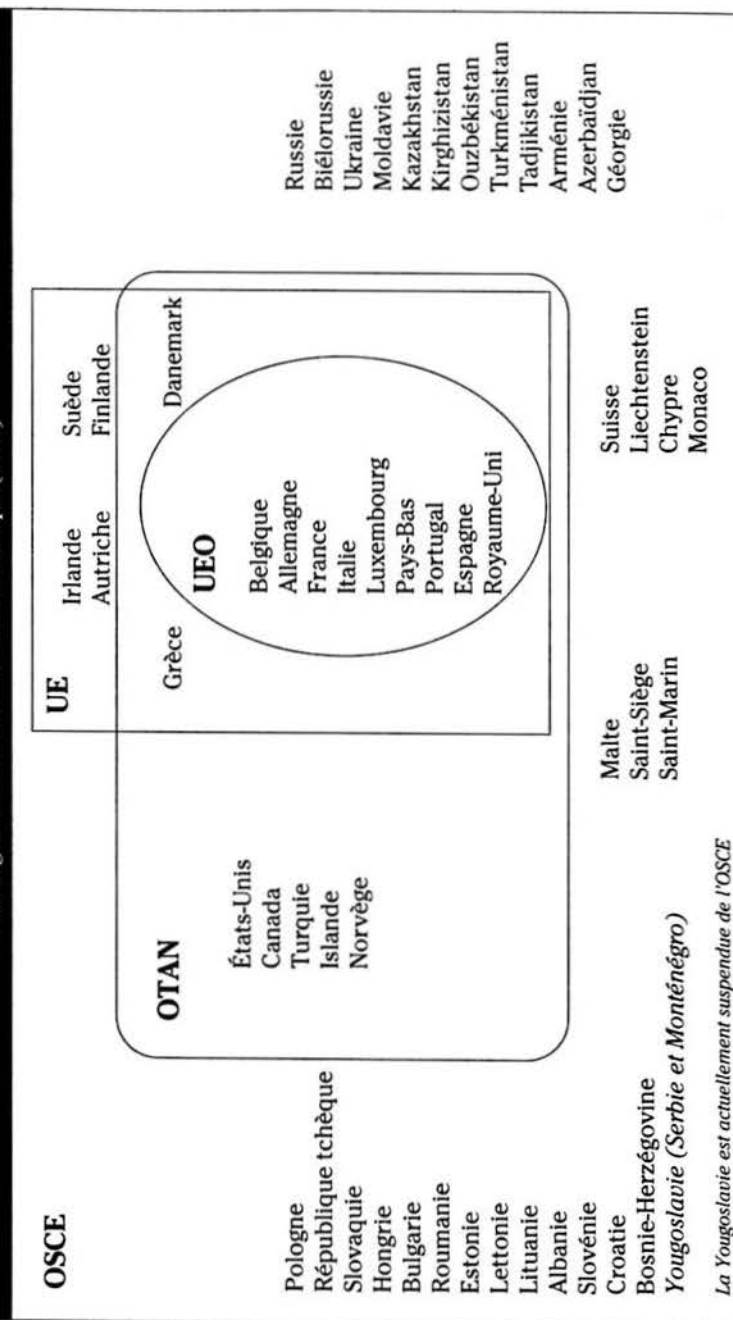 OSCE
Pologne
République tchèque
Slovaquie
Hongrie
Bulgarie
Roumanie
Estonie
Lettonie
Lituanie
Albanie
Slovénie
Croatie
Bosnie-Herzégovine
Yougoslavie (Serbie et Monténégro)
La Yougoslavie est actuellement suspendue de l'OSCE
OTAN
États-Unis
Canada
Turquie
Islande
Norvège
UE
Irlande
Autriche
Suède
Finlande
Grèce
Danemark
UEO
Belgique
Allemagne
France
Italie
Luxembourg
Pays-Bas
Portugal
Espagne
Royaume-Uni
Malte
Saint-Siège
Saint-Marin
Suisse
Liechtenstein
Chypre
Monaco
Russie
Biélorussie
Ukraine
Moldavie
Kazakhstan
Kirghizistan
Ouzbékistan
Turkménistan
Tadjikistan
Arménie
Azerbaïdjan
Géorgie